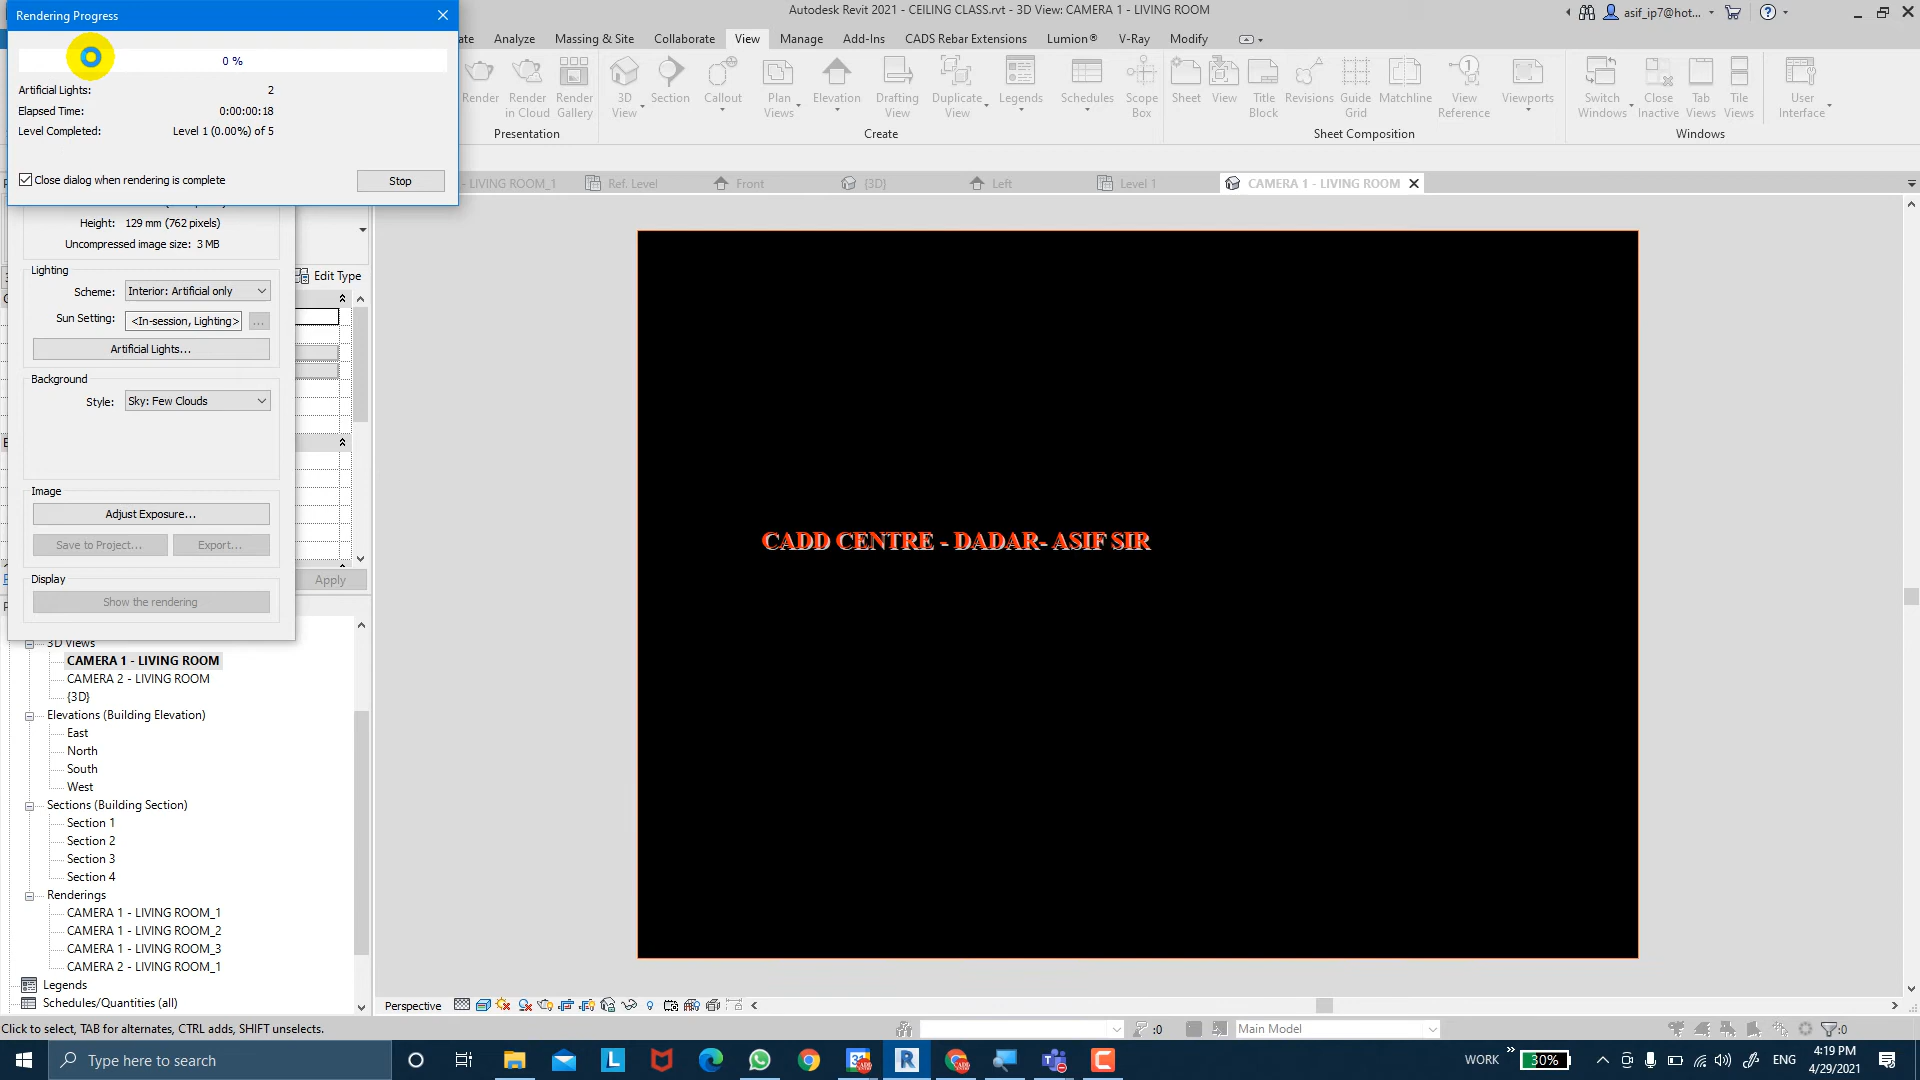 Rendering Progress
Autodesk Revit 2021 - CEILING CLASS.rvt - 3D View: CAMERA 1 - LIVING ROOM
asif_ip7@hot...
Analyze Massing & Site Collaborate View Manage Add-Ins CADS Rebar Extensions Lumion® V-Ray Modify
0 %
Artificial Lights: 2
Elapsed Time: 0:00:00:18
Level Completed: Level 1 (0.00%) of 5
Close dialog when rendering is complete
Stop
Render
Render in Cloud
Render Gallery
3D View
Section
Callout
Plan Views
Elevation
Drafting View
Duplicate View
Legends
Schedules
Scope Box
Sheet
View
Title Block
Revisions
Guide Grid
Matchline
View Reference
Viewports
Switch Windows
Close Inactive
Tab Views
Tile Views
User Interface
Presentation Create Sheet Composition Windows
- LIVING ROOM_1 Ref. Level Front {3D} Left Level 1 CAMERA 1 - LIVING ROOM
Height: 129 mm (762 pixels)
Uncompressed image size: 3 MB
Lighting
Scheme: Interior: Artificial only
Sun Setting: <In-session, Lighting> ...
Artificial Lights...
Background
Style: Sky: Few Clouds
Image
Adjust Exposure...
Save to Project... Export...
Display
Show the rendering
Edit Type
Apply
CADD CENTRE - DADAR- ASIF SIR
3D Views
CAMERA 1 - LIVING ROOM
CAMERA 2 - LIVING ROOM
{3D}
Elevations (Building Elevation)
East
North
South
West
Sections (Building Section)
Section 1
Section 2
Section 3
Section 4
Renderings
CAMERA 1 - LIVING ROOM_1
CAMERA 1 - LIVING ROOM_2
CAMERA 1 - LIVING ROOM_3
CAMERA 2 - LIVING ROOM_1
Legends
Schedules/Quantities (all)
Perspective
Click to select, TAB for alternates, CTRL adds, SHIFT unselects.
:0
Main Model
:0
Type here to search
WORK
30%
ENG
4:19 PM
4/29/2021